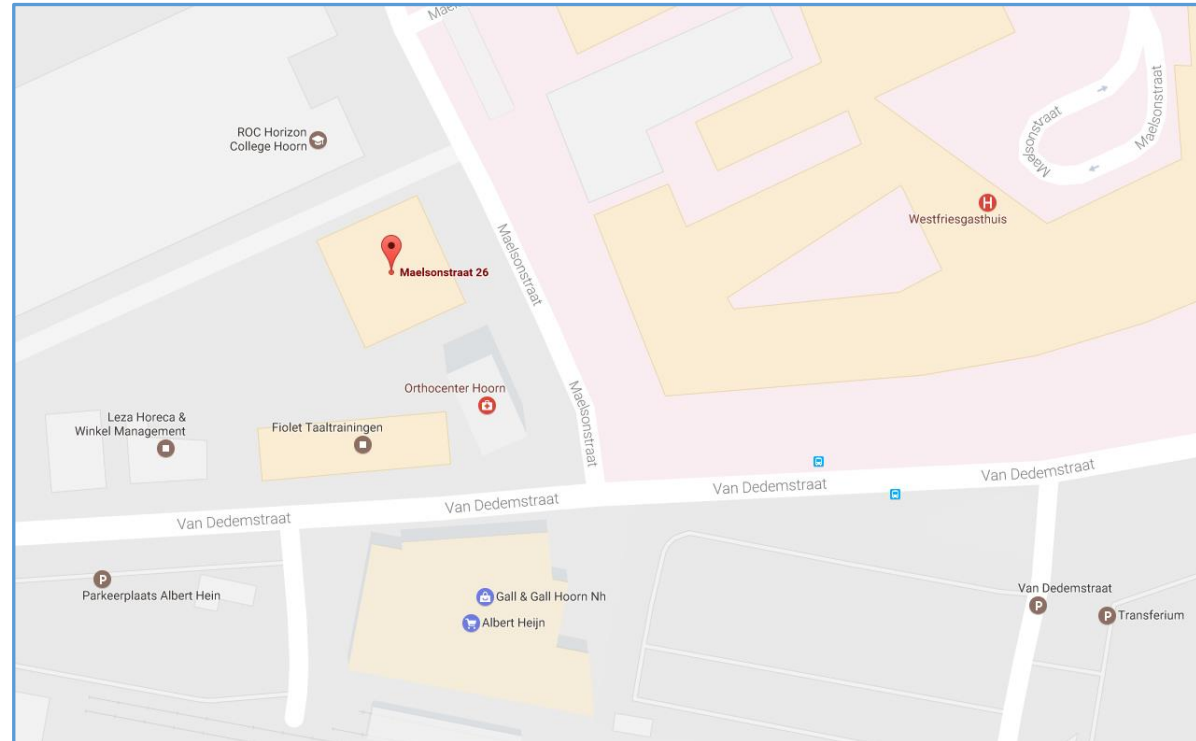 Mael
ROC Horizon
College Hoorn
Maelsonstraat
Maelsonstraat
Maelsonstraat
H
Westfriesgasthuis
Maelsonstraat
Maelsonstraat 26
Orthocenter Hoorn
Maelsonstraat
Leza Horeca &
Winkel Management
Fiolet Taaltrainingen
Van Dedemstraat
Van Dedemstraat
Van Dedemstraat
Van Dedemstraat
P
Parkeerplaats Albert Hein
Gall & Gall Hoorn Nh
Albert Heijn
Van Dedemstraat
P
P Transferium